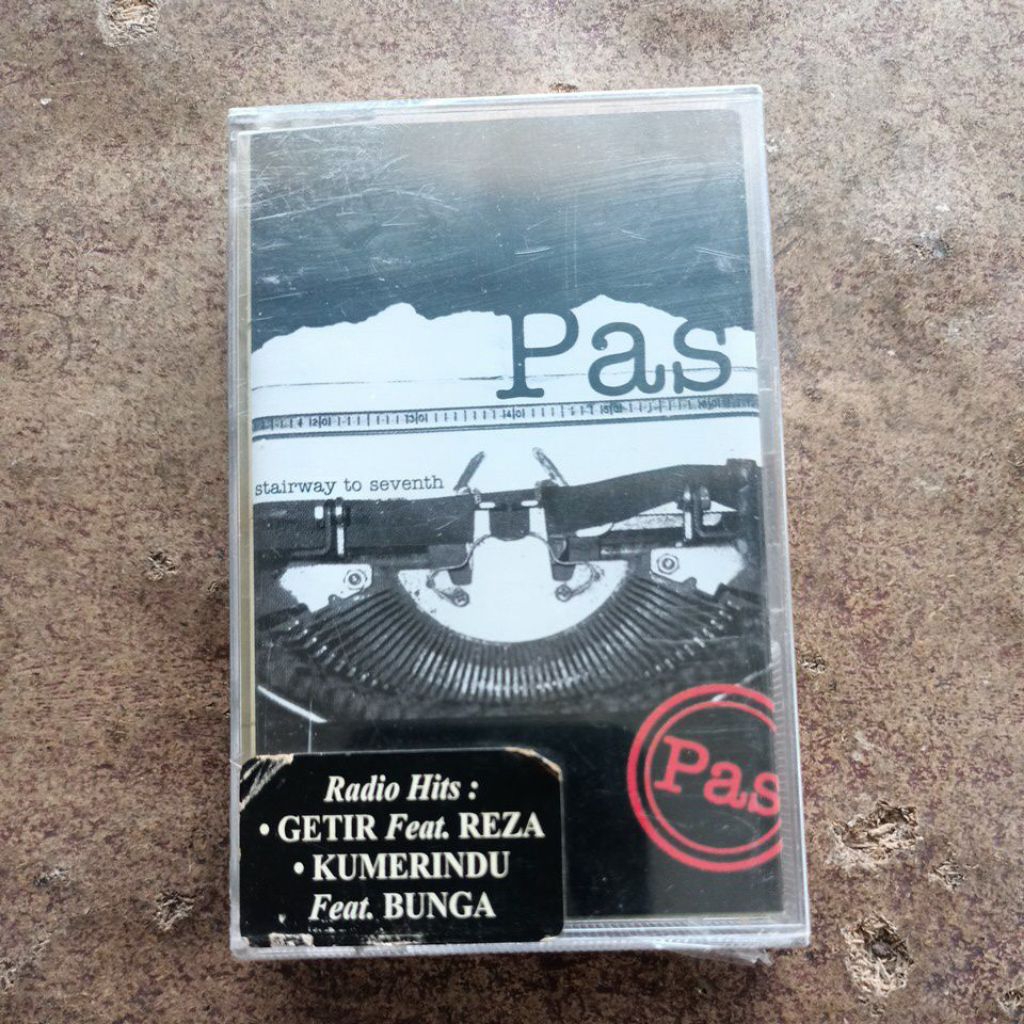 Pas
stairway to seventh
Pas
Radio Hits :
• GETIR Feat. REZA
• KUMERINDU
Feat. BUNGA